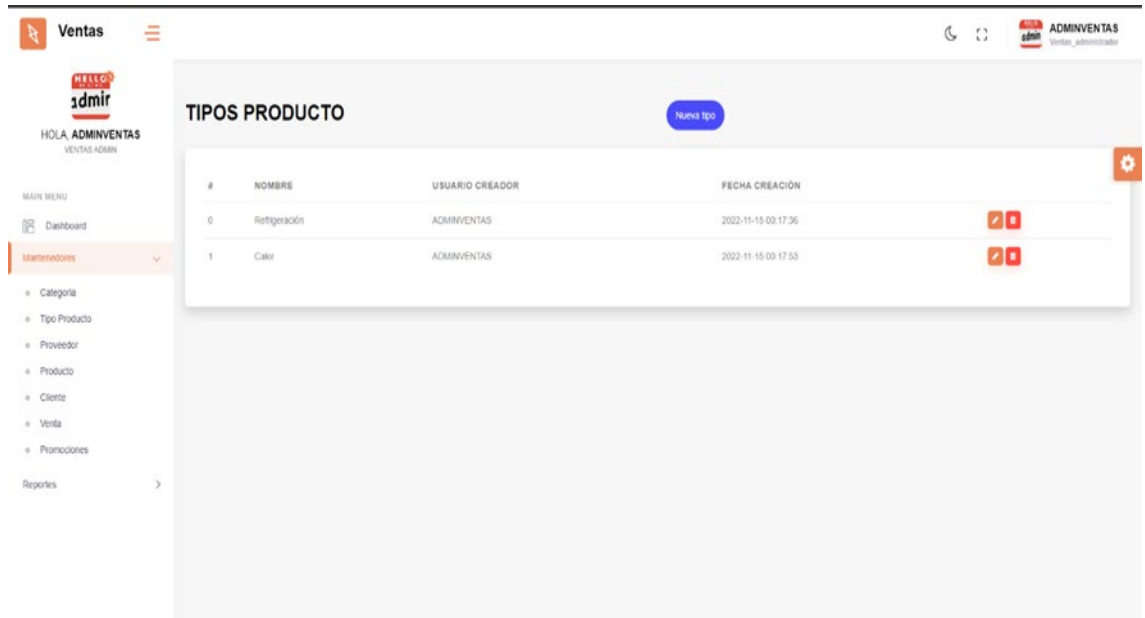 Ventas
ADMINVENTAS
Ventas_administrador
HELLO
admin
HELLO
admir
HOLA, ADMINVENTAS
VENTAS ADMIN
TIPOS PRODUCTO
Nueva tipo
MAIN MENU
Dashboard
Mantenedores
Categoria
Tipo Producto
Proveedor
Producto
Cliente
Venta
Promociones
Reportes
# NOMBRE USUARIO CREADOR FECHA CREACIÓN
0 Refrigeración ADMINVENTAS 2022-11-15 00:17:36
1 Calor ADMINVENTAS 2022-11-15 00:17:53